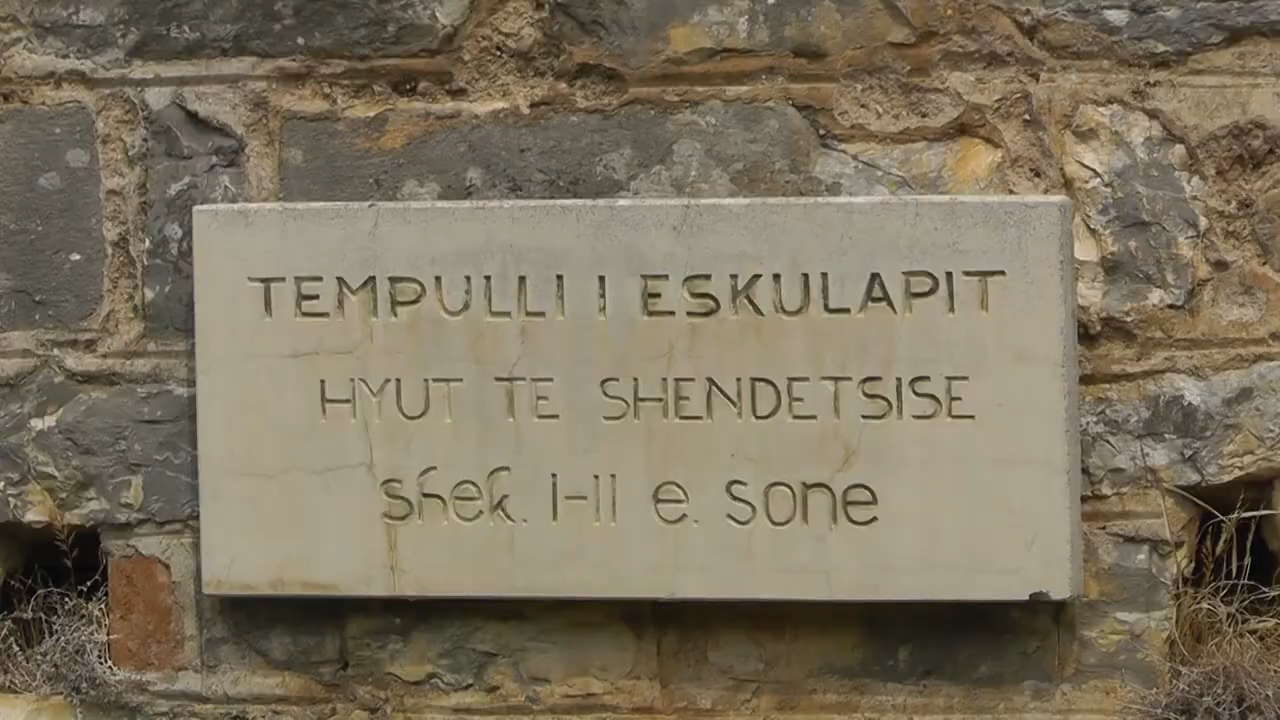 TEMPULLI I ESKULAPIT
HYUT TE SHENDETSISE
shek. I-II e. sone